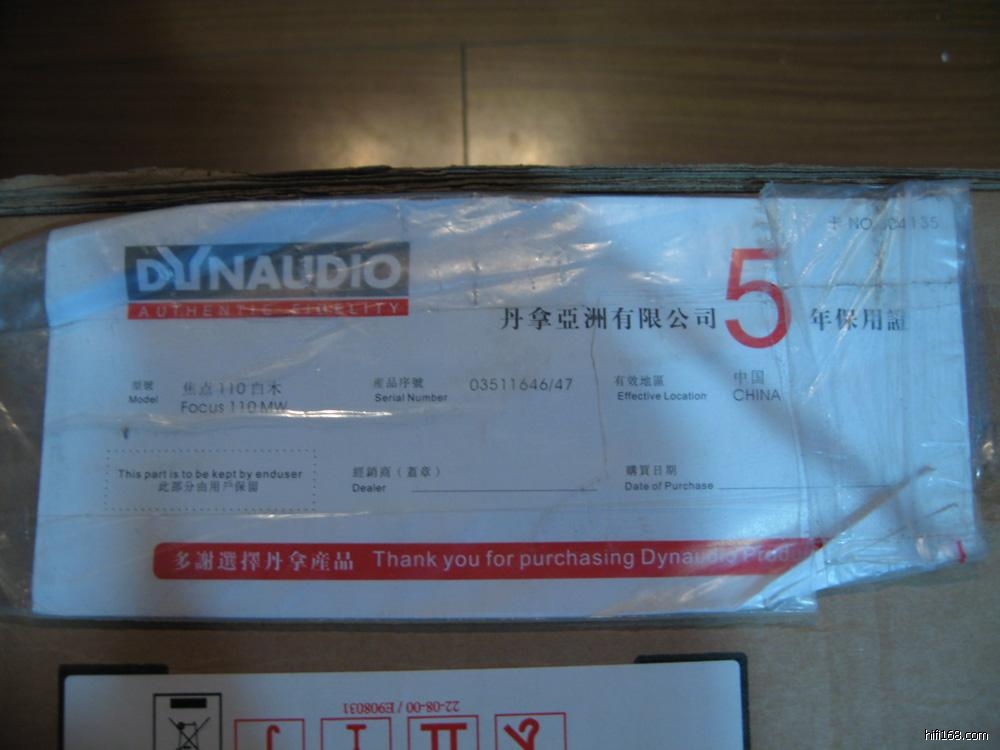 DYNAUDIO
AUTHENTIC FIDELITY
卡 NO. 04135
丹拿亞洲有限公司 5 年保用證
型號 焦点 110 白木
Model Focus 110 MW
產品序號 03511646/47
Serial Number
有效地區 中国
Effective Location CHINA
This part is to be kept by enduser
此部分由用戶保留
經銷商（蓋章）
Dealer
購買日期
Date of Purchase
多謝選擇丹拿產品 Thank you for purchasing Dynaudio Prod
22-08-00 / E908031
hifi168.com